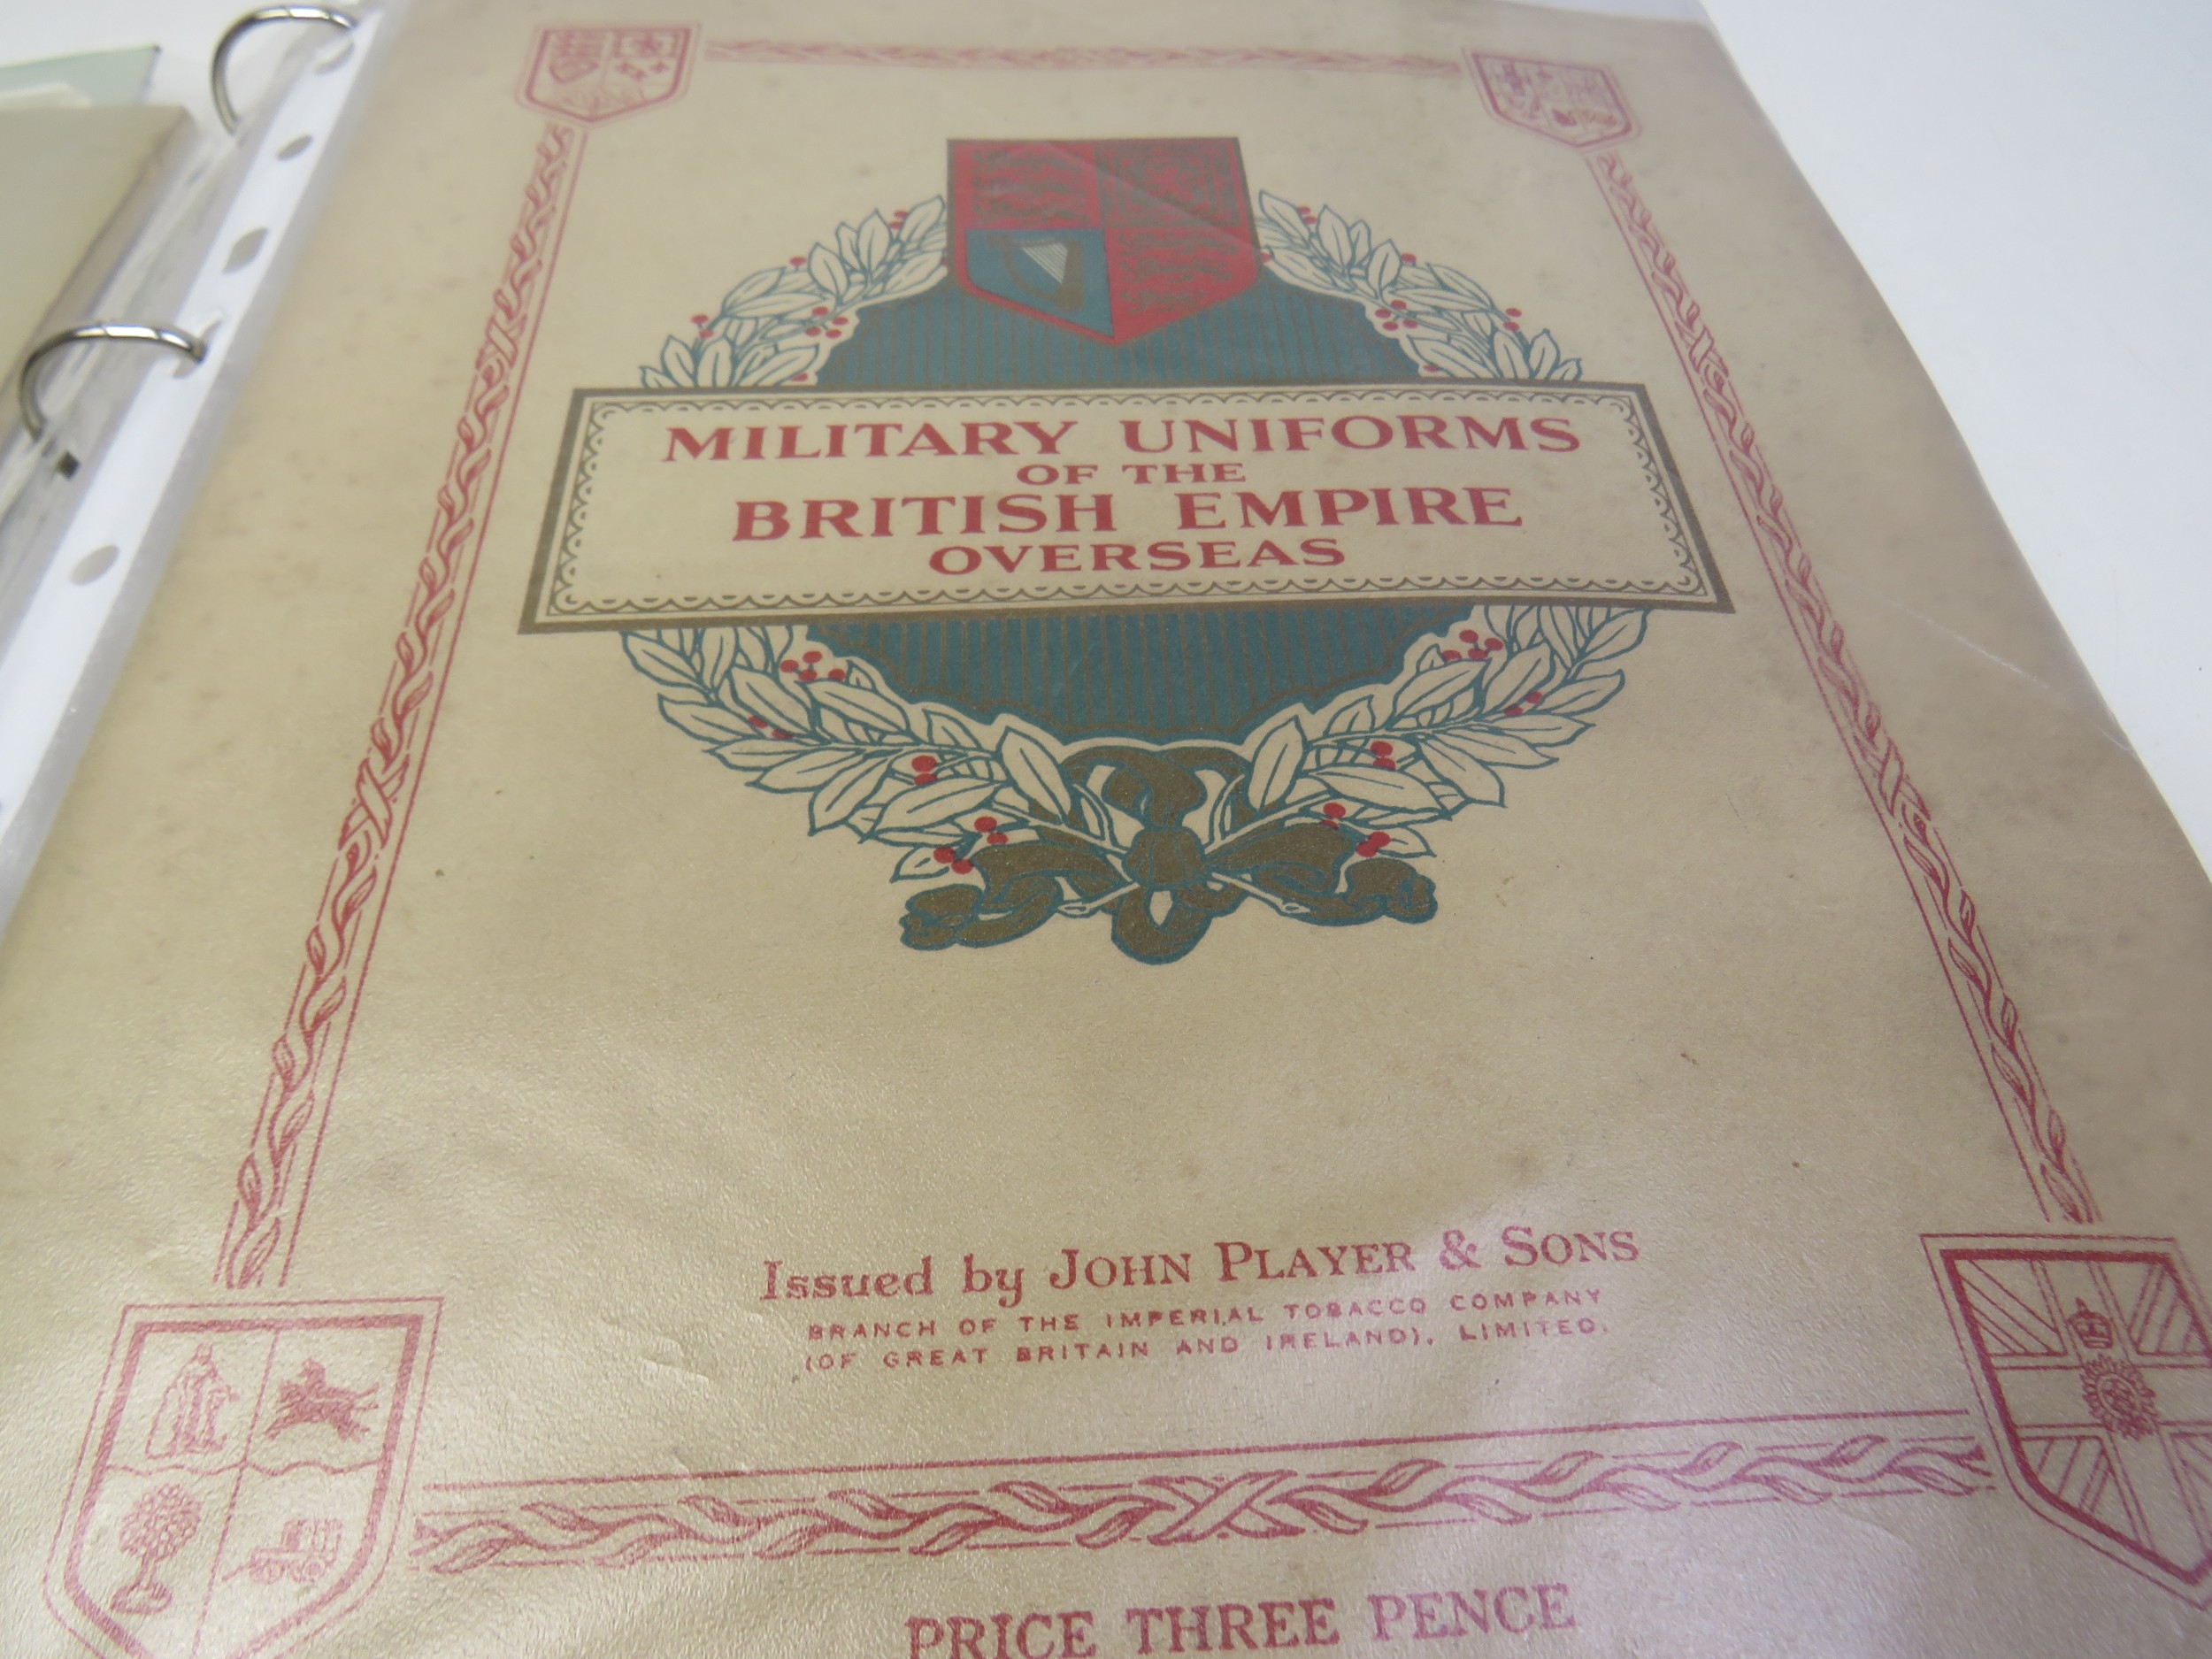 MILITARY UNIFORMS
OF THE
BRITISH EMPIRE
OVERSEAS
Issued by JOHN PLAYER & SONS
BRANCH OF THE IMPERIAL TOBACCO COMPANY
(OF GREAT BRITAIN AND IRELAND), LIMITED.
PRICE THREE PENCE